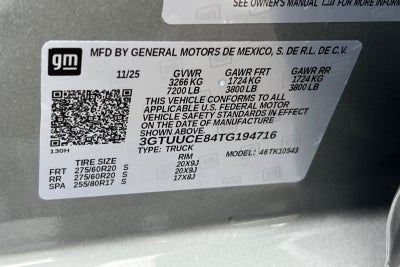 SEE OWNER'S MANUAL FOR MORE INFORMATION
gm
MFD BY GENERAL MOTORS DE MEXICO, S. DE R.L. DE C.V.
11/25 GVWR GAWR FRT GAWR RR
3266 KG 1724 KG 1724 KG
7200 LB 3800 LB 3800 LB
THIS VEHICLE CONFORMS TO ALL
APPLICABLE U.S. FEDERAL MOTOR
VEHICLE SAFETY STANDARDS IN EFFECT
ON THE DATE OF MANUFACTURE
SHOWN ABOVE.
3GTUUCE84TG194716
130H TYPE: TRUCK MODEL: 46TK10543
TIRE SIZE RIM
FRT 275/60R20 S 20X9J
RR 275/60R20 S 20X9J
SPA 255/80R17 S 17X8J